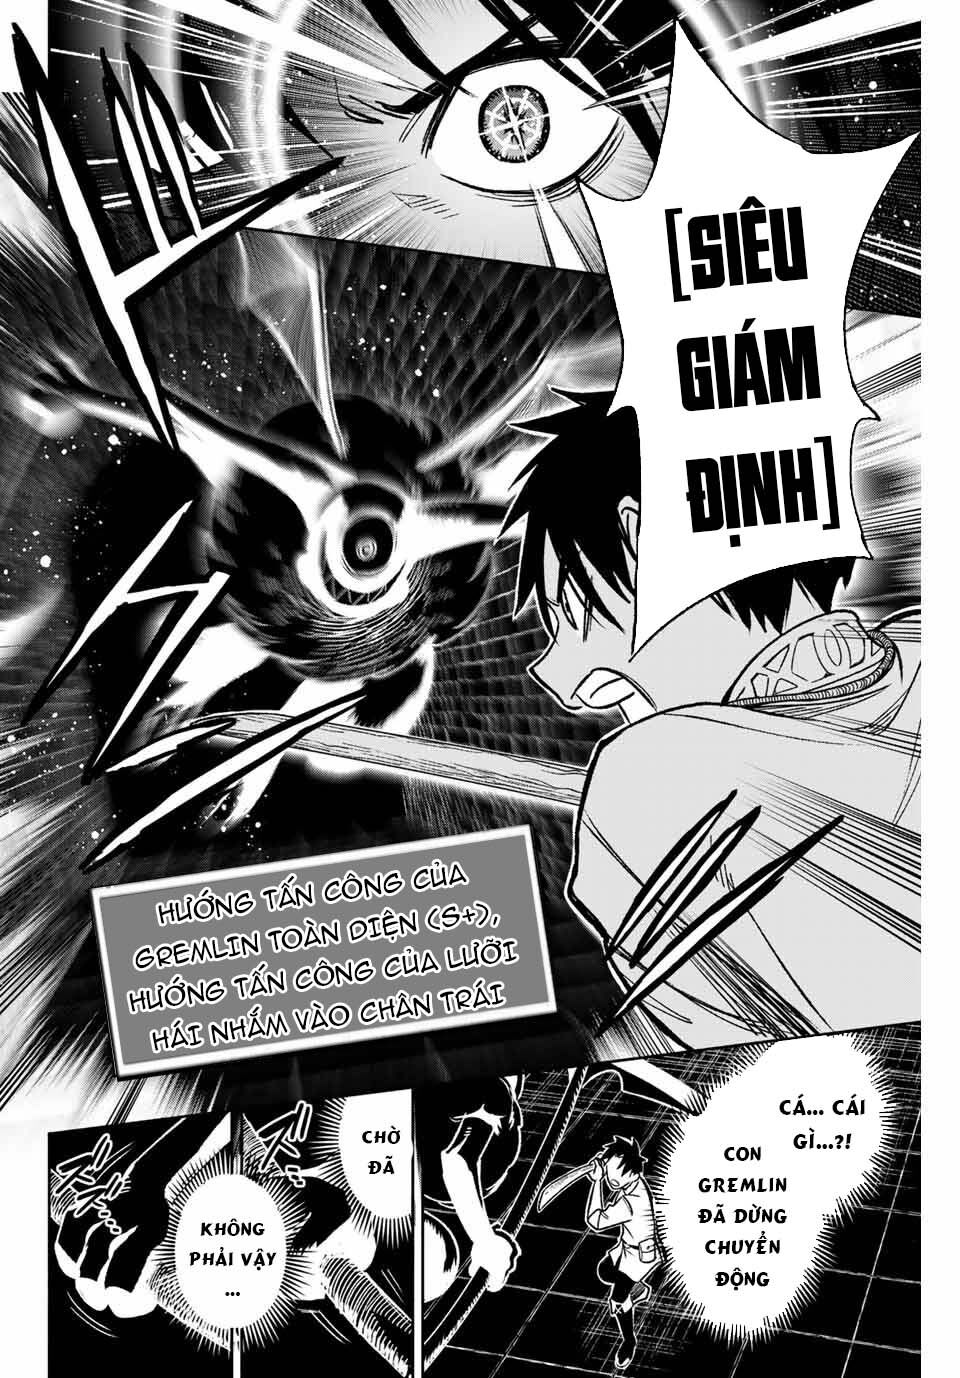 [SIÊU
GIÁM
ĐỊNH]
HƯỚNG TẤN CÔNG CỦA
GREMLIN TOÀN DIỆN (S+),
HƯỚNG TẤN CÔNG CỦA LƯỠI
HÁI NHẮM VÀO CHÂN TRÁI
CÁ... CÁI
GÌ...?!
CON
GREMLIN
ĐÃ DỪNG
CHUYỂN
ĐỘNG
CHỜ
ĐÃ
KHÔNG
PHẢI VẬY
...